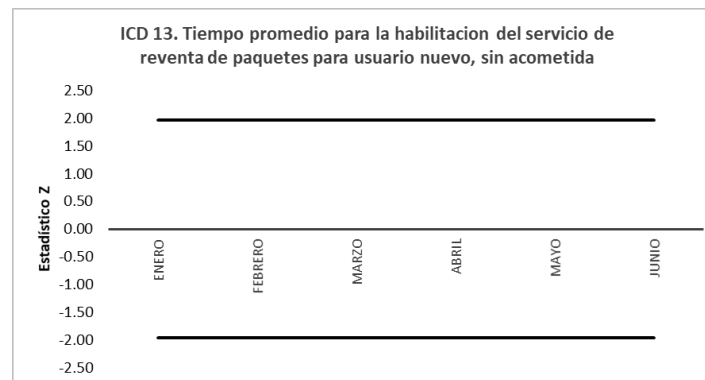 ICD 13. Tiempo promedio para la habilitacion del servicio de
reventa de paquetes para usuario nuevo, sin acometida
Estadístico Z
2.50
2.00
1.50
1.00
0.50
0.00
-0.50
-1.00
-1.50
-2.00
-2.50
ENERO
FEBRERO
MARZO
ABRIL
MAYO
JUNIO